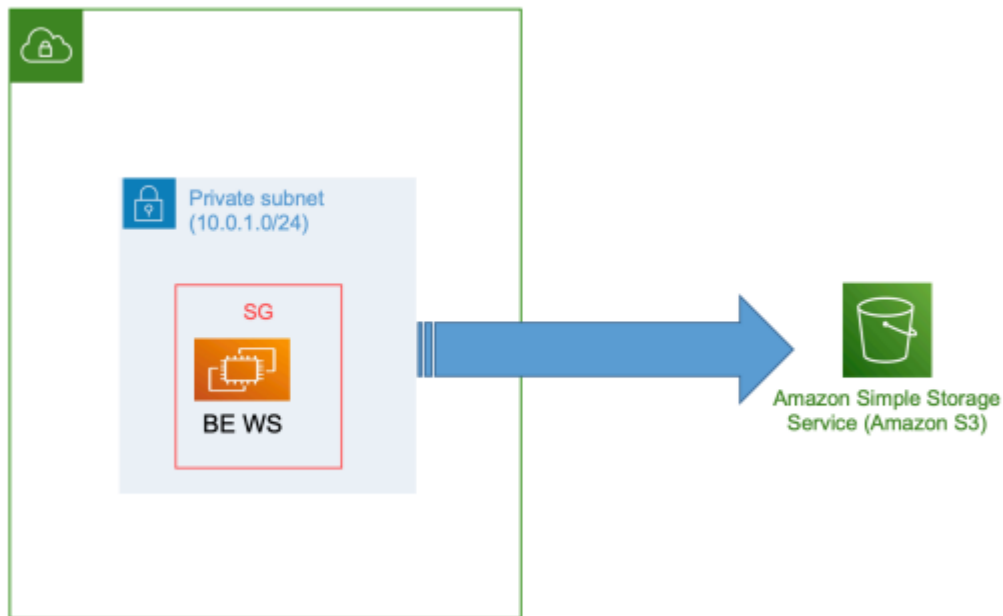 Private subnet
(10.0.1.0/24)
SG
BE WS
Amazon Simple Storage
Service (Amazon S3)